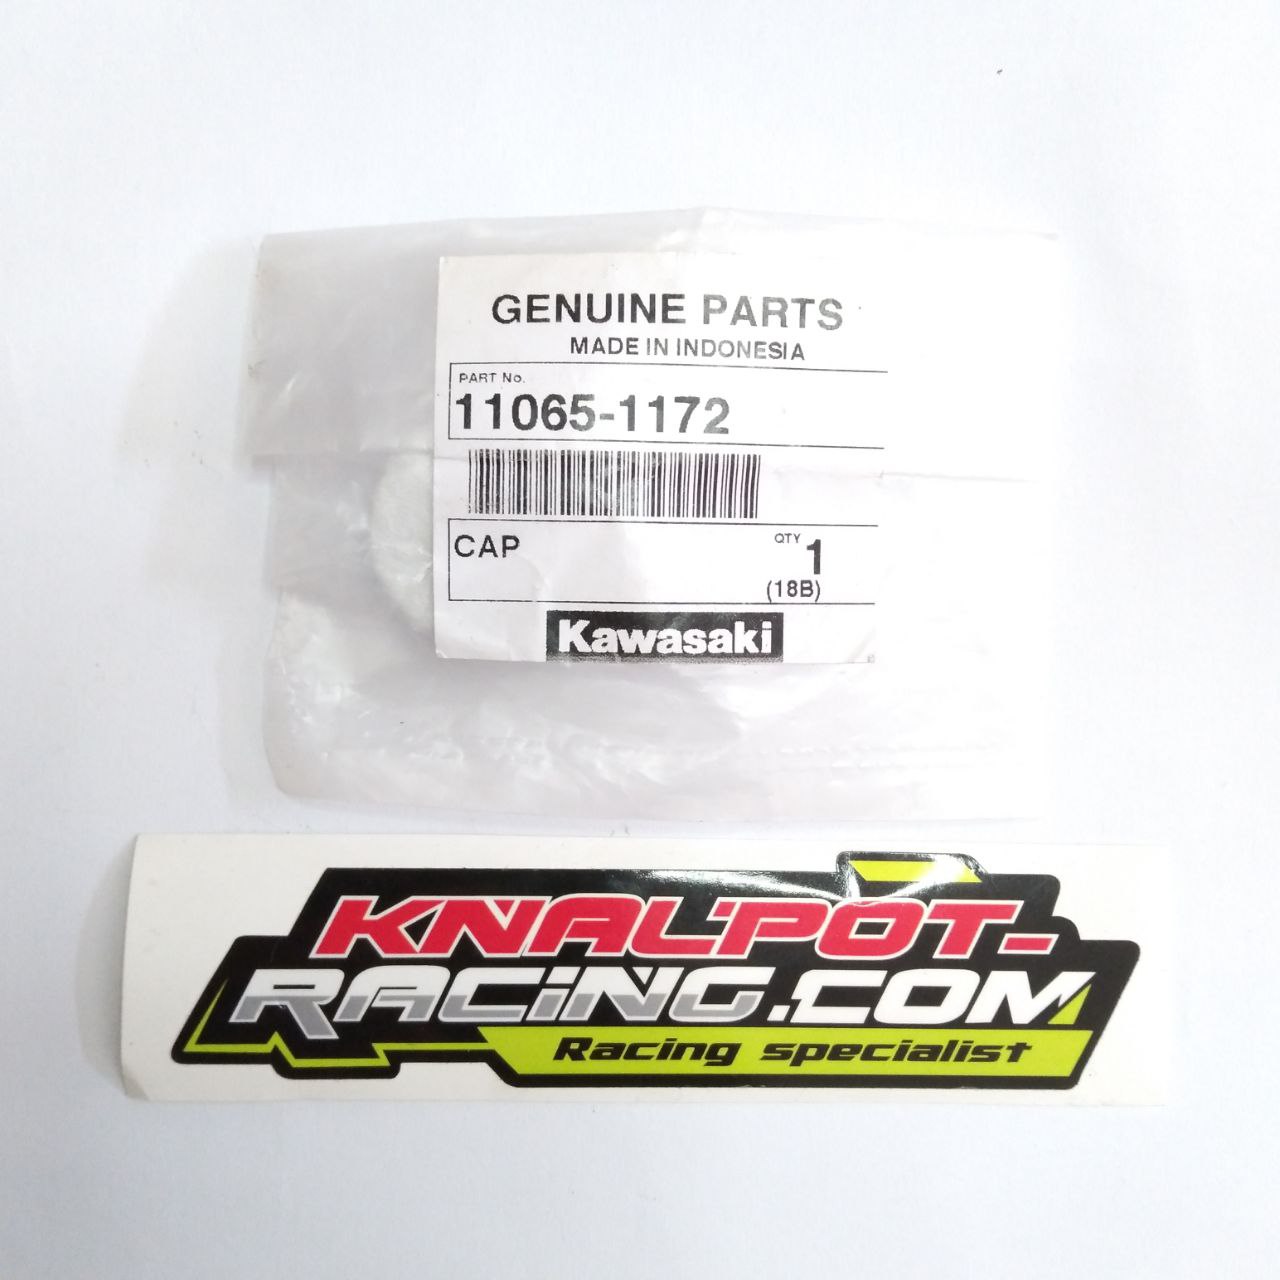 GENUINE PARTS
MADE IN INDONESIA
PART No.
11065-1172
CAP
QTY 1
(18B)
Kawasaki
KNALPOT-
RACiNG.COM
Racing specialist